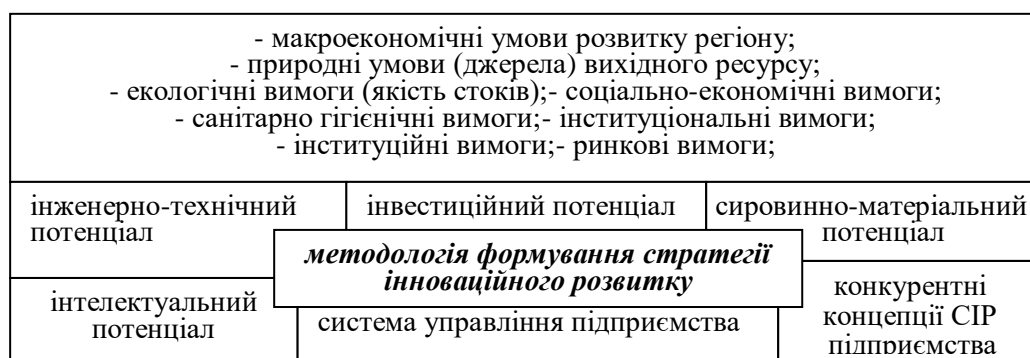 - макроекономічні умови розвитку регіону;
- природні умови (джерела) вихідного ресурсу;
- екологічні вимоги (якість стоків);- соціально-економічні вимоги;
- санітарно гігієнічні вимоги;- інституціональні вимоги;
- інституційні вимоги;- ринкові вимоги;
інженерно-технічний
потенціал
інвестиційний потенціал
сировинно-матеріальний
потенціал
методологія формування стратегії
інноваційного розвитку
інтелектуальний
потенціал
система управління підприємства
конкурентні
концепції СІР
підприємства